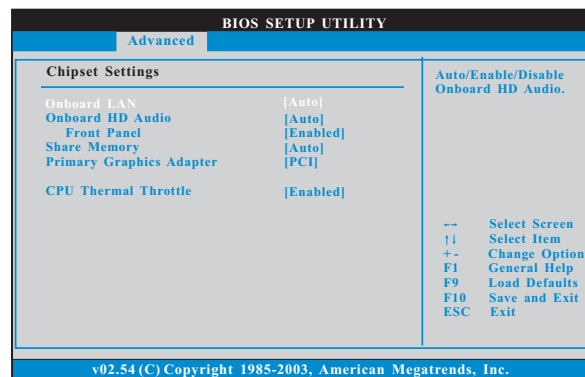 BIOS SETUP UTILITY
Advanced
Chipset Settings
Onboard LAN [Auto]
Onboard HD Audio [Auto]
Front Panel [Enabled]
Share Memory [Auto]
Primary Graphics Adapter [PCI]
CPU Thermal Throttle [Enabled]
Auto/Enable/Disable
Onboard HD Audio.
←→ Select Screen
↑↓ Select Item
+- Change Option
F1 General Help
F9 Load Defaults
F10 Save and Exit
ESC Exit
v02.54 (C) Copyright 1985-2003, American Megatrends, Inc.